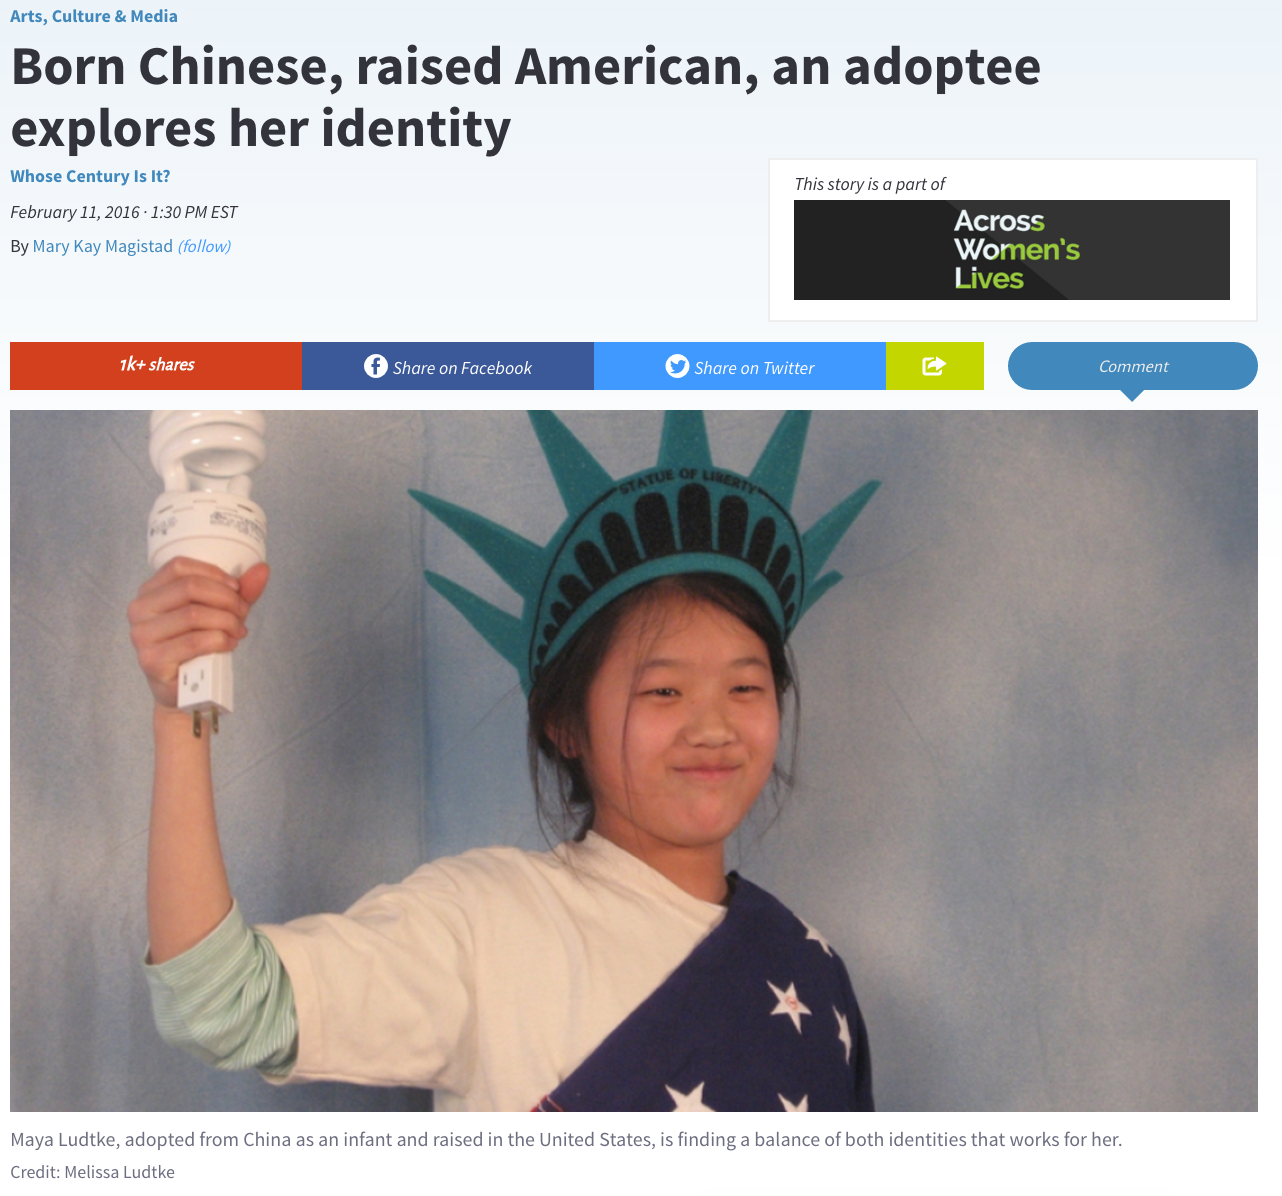 Arts, Culture & Media
Born Chinese, raised American, an adoptee
explores her identity
Whose Century Is It?
February 11, 2016 · 1:30 PM EST
By Mary Kay Magistad (follow)
This story is a part of
Across
Women's
Lives
1k+ shares
Share on Facebook
Share on Twitter
Comment
STATUE OF LIBERTY
Maya Ludtke, adopted from China as an infant and raised in the United States, is finding a balance of both identities that works for her.
Credit: Melissa Ludtke